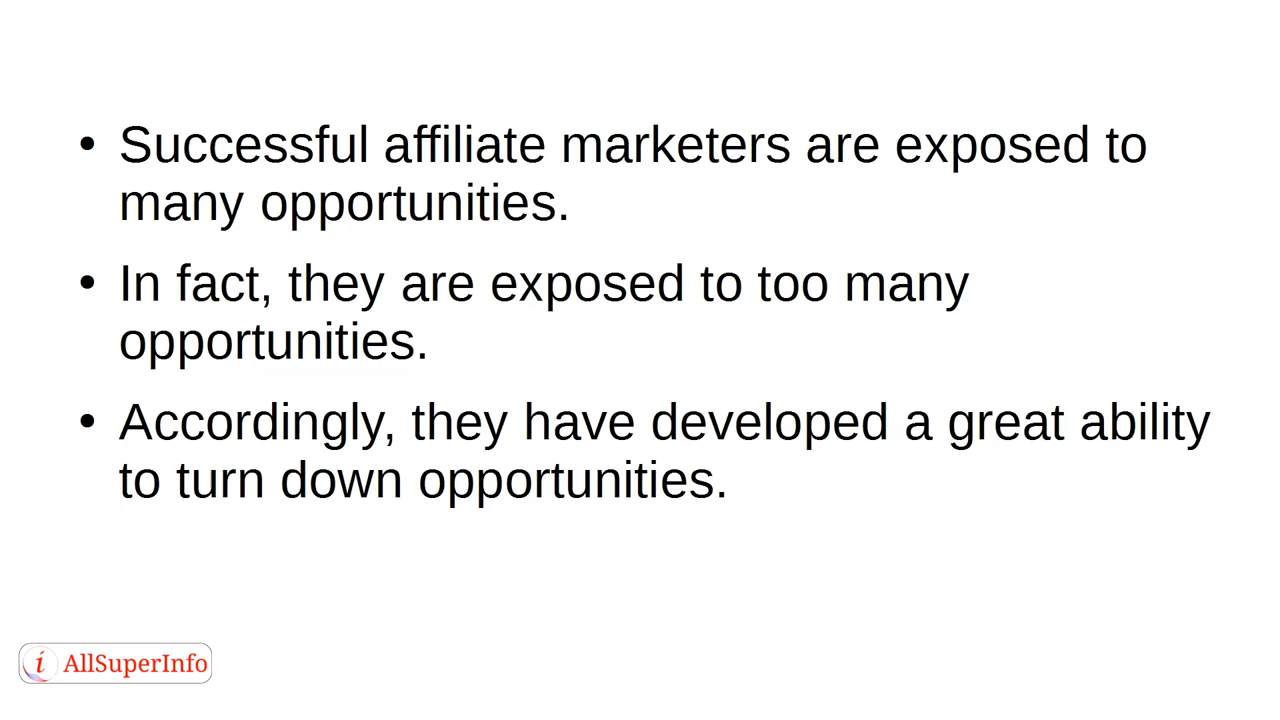 • Successful affiliate marketers are exposed to
many opportunities.
• In fact, they are exposed to too many
opportunities.
• Accordingly, they have developed a great ability
to turn down opportunities.
i AllSuperInfo